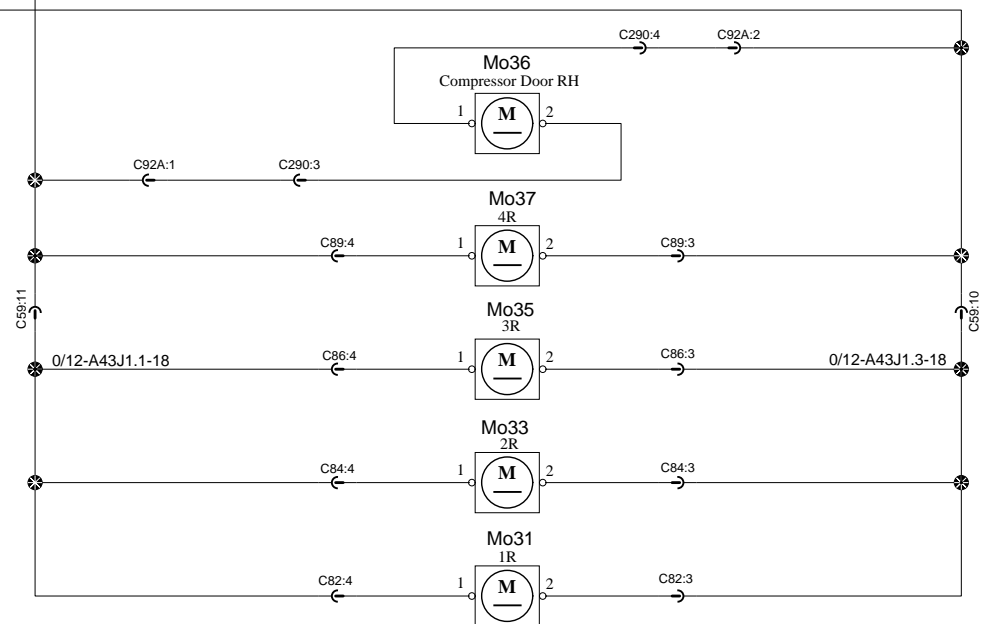 C290:4 C92A:2
Mo36
Compressor Door RH
1 M 2
C92A:1 C290:3
Mo37
4R
C89:4 1 M 2 C89:3
C59:11 C59:10
Mo35
3R
0/12-A43J1.1-18 C86:4 1 M 2 C86:3 0/12-A43J1.3-18
Mo33
2R
C84:4 1 M 2 C84:3
Mo31
1R
C82:4 1 M 2 C82:3